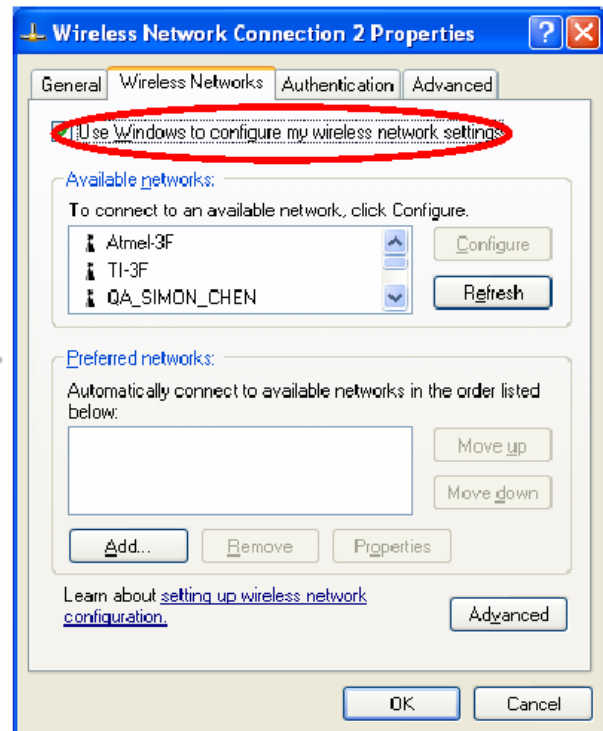 Wireless Network Connection 2 Properties
General Wireless Networks Authentication Advanced
Use Windows to configure my wireless network settings
Available networks:
To connect to an available network, click Configure.
Atmel-3F
TI-3F
QA_SIMON_CHEN
Configure
Refresh
Preferred networks:
Automatically connect to available networks in the order listed
below:
Move up
Move down
Add... Remove Properties
Learn about setting up wireless network
configuration.
Advanced
OK Cancel